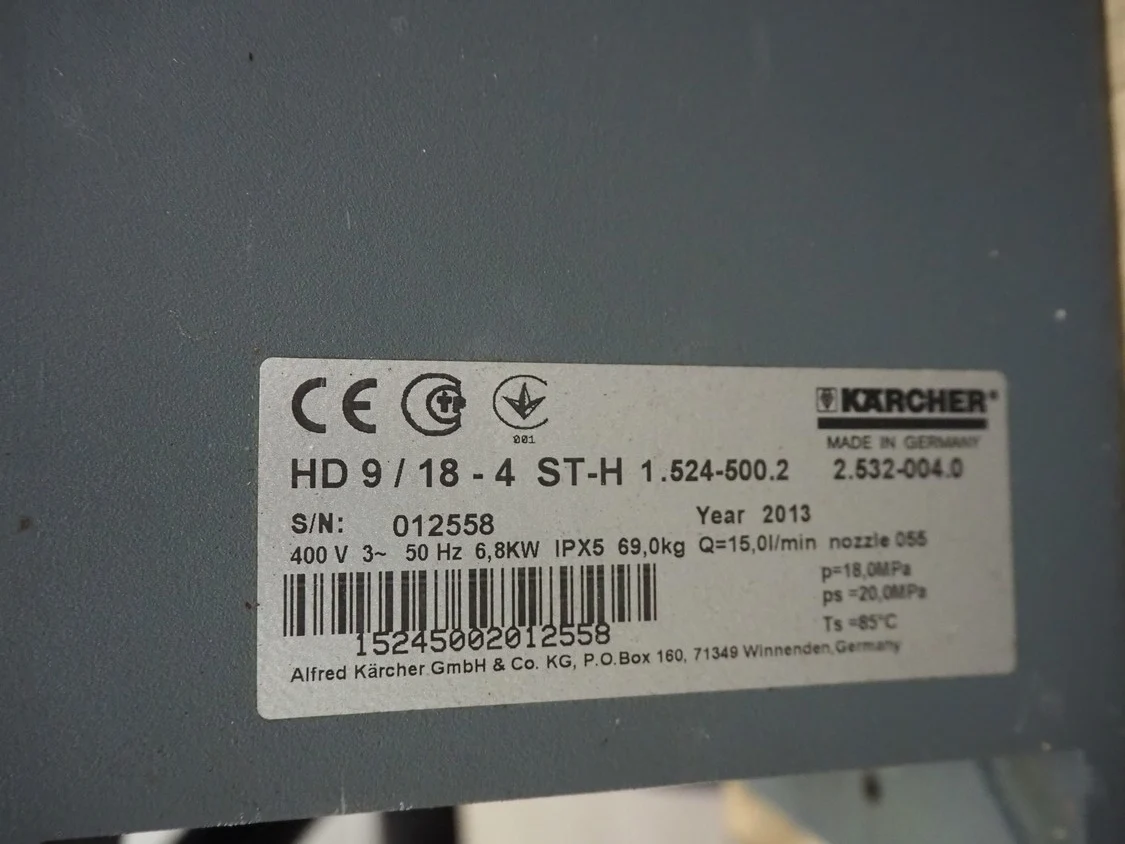 CE
001
KÄRCHER
MADE IN GERMANY
HD 9 / 18 - 4 ST-H 1.524-500.2 2.532-004.0
S/N: 012558 Year 2013
400 V 3~ 50 Hz 6,8KW IPX5 69,0kg Q=15,0l/min nozzle 055
p=18,0MPa
ps =20,0MPa
Ts =85°C
15245002012558
Alfred Kärcher GmbH & Co. KG, P.O.Box 160, 71349 Winnenden,Germany